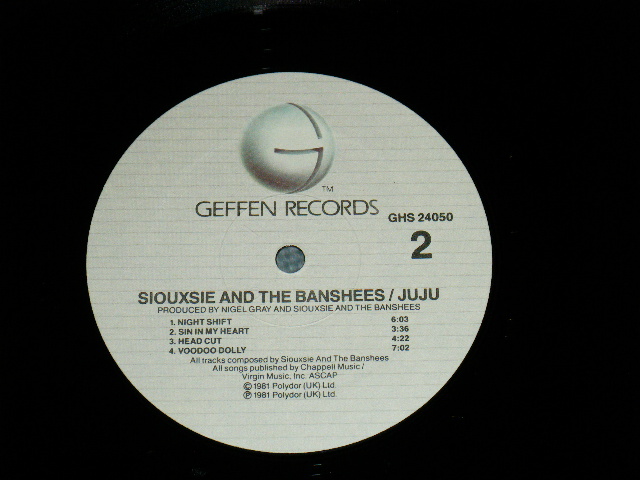 TM
GEFFEN RECORDS
GHS 24050
2
SIOUXSIE AND THE BANSHEES / JUJU
PRODUCED BY NIGEL GRAY AND SIOUXSIE AND THE BANSHEES
1. NIGHT SHIFT 6:03
2. SIN IN MY HEART 3:36
3. HEAD CUT 4:22
4. VOODOO DOLLY 7:02
All tracks composed by Siouxsie And The Banshees
All songs published by Chappell Music /
Virgin Music, Inc. ASCAP
© 1981 Polydor (UK) Ltd.
℗ 1981 Polydor (UK) Ltd.